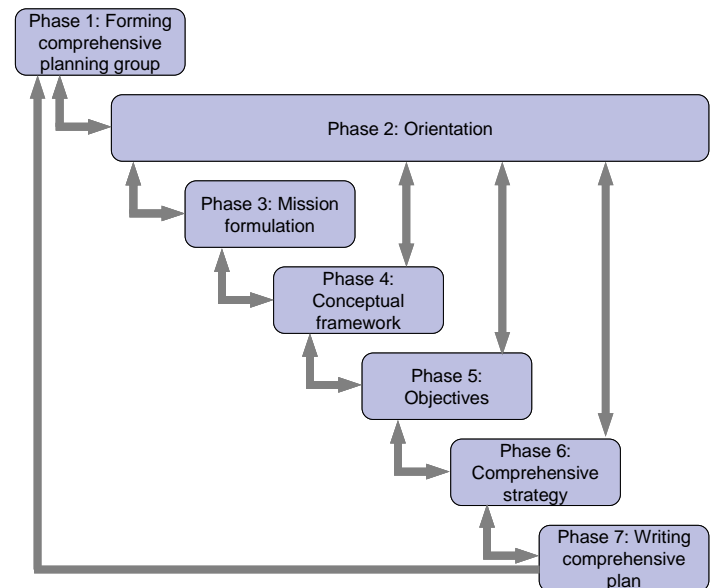 Phase 1: Forming
comprehensive
planning group
Phase 2: Orientation
Phase 3: Mission
formulation
Phase 4:
Conceptual
framework
Phase 5:
Objectives
Phase 6:
Comprehensive
strategy
Phase 7: Writing
comprehensive
plan